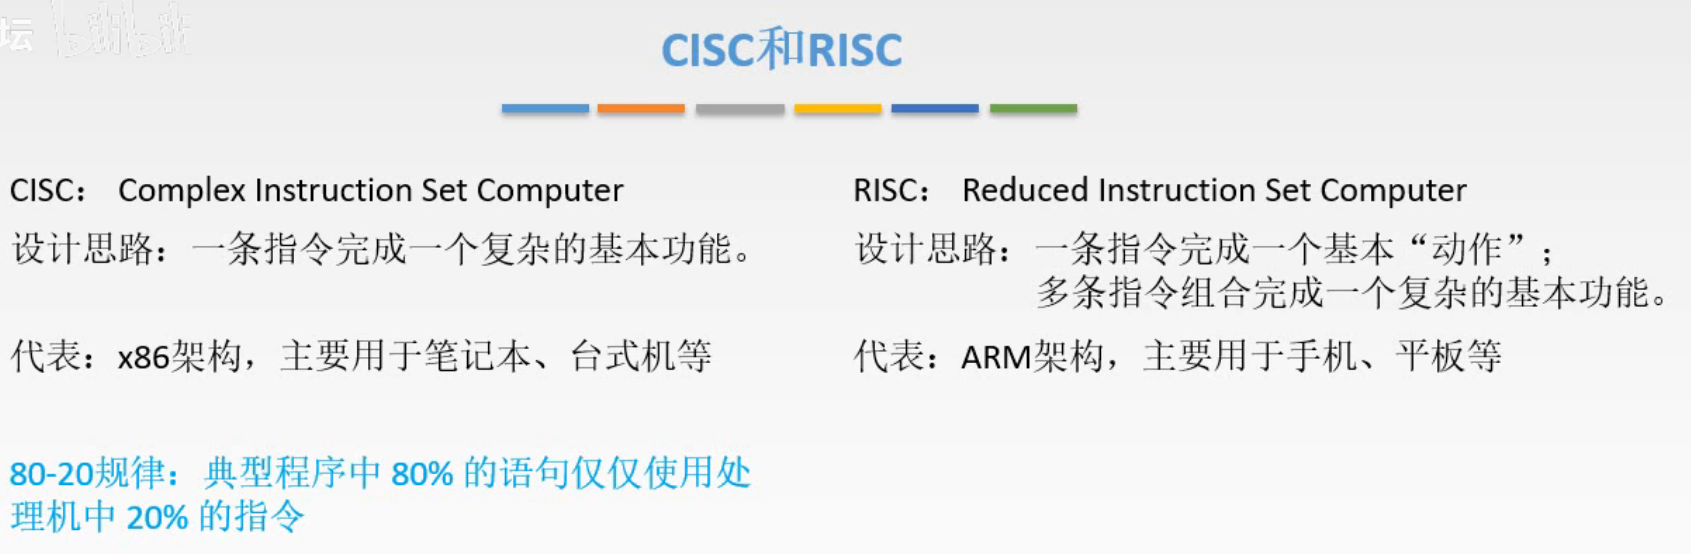 坛 bilibili
CISC和RISC
CISC： Complex Instruction Set Computer
设计思路：一条指令完成一个复杂的基本功能。
代表：x86架构，主要用于笔记本、台式机等
80-20规律：典型程序中 80% 的语句仅仅使用处
理机中 20% 的指令
RISC： Reduced Instruction Set Computer
设计思路：一条指令完成一个基本“动作”；
多条指令组合完成一个复杂的基本功能。
代表：ARM架构，主要用于手机、平板等